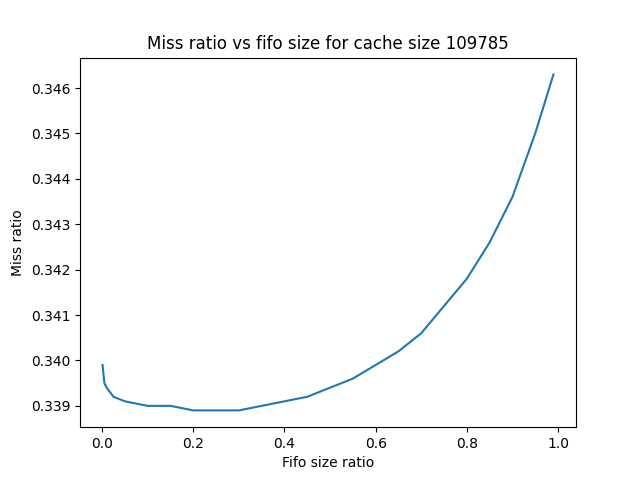 Miss ratio vs fifo size for cache size 109785
0.346
0.345
0.344
0.343
0.342
0.341
0.340
0.339
Miss ratio
0.0 0.2 0.4 0.6 0.8 1.0
Fifo size ratio